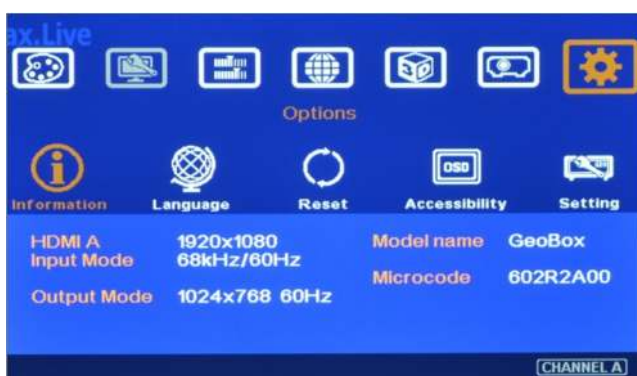 ax.Live
Options
OSD
Information Language Reset Accessibility Setting
HDMI A 1920x1080 Model name GeoBox
Input Mode 68kHz/60Hz
Microcode 602R2A00
Output Mode 1024x768 60Hz
CHANNEL A